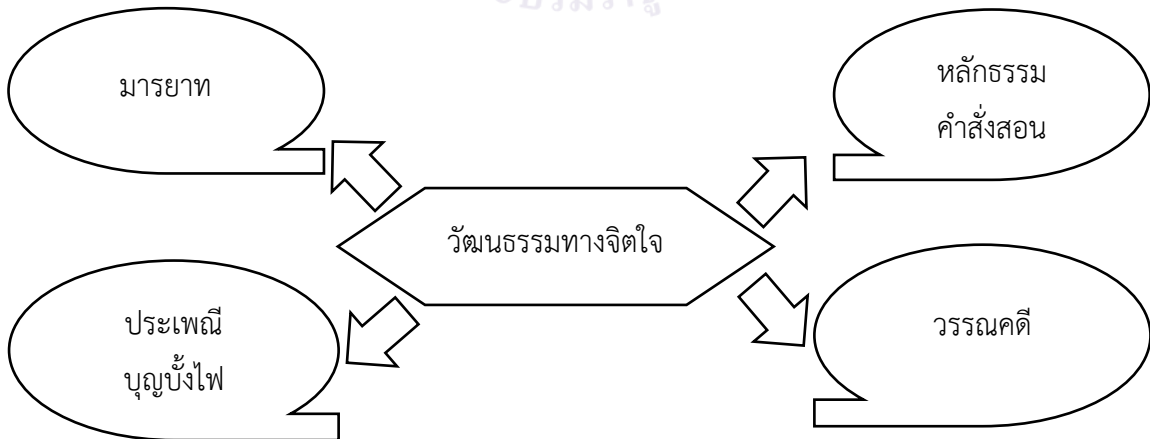 มารยาท
หลักธรรม
คำสั่งสอน
วัฒนธรรมทางจิตใจ
ประเพณี
บุญบั้งไฟ
วรรณคดี